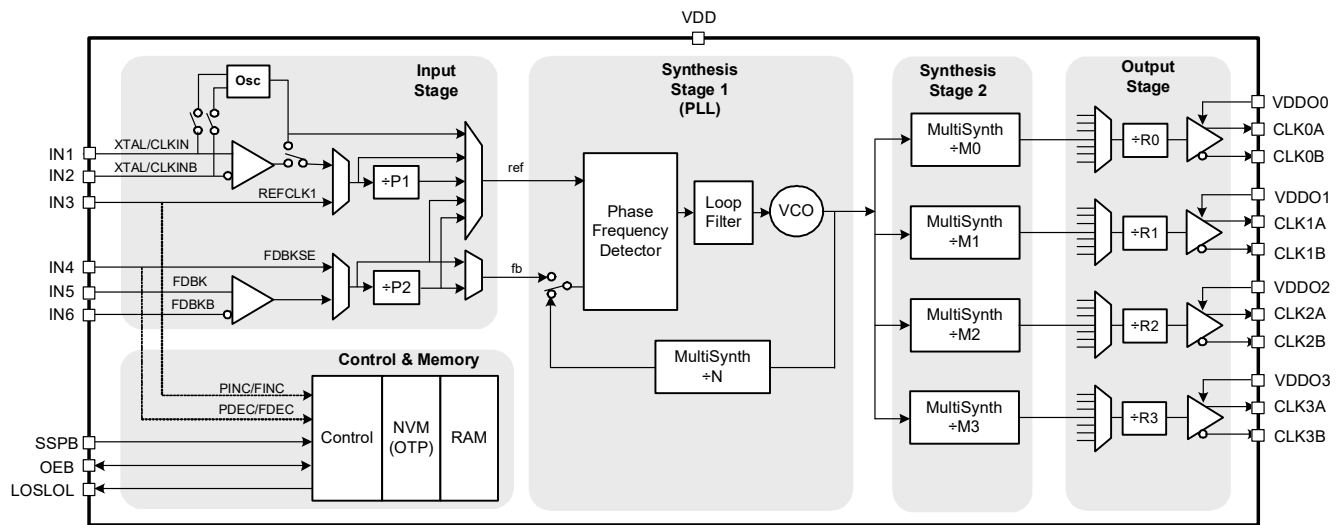 VDD
Input
Stage
Osc
XTAL/CLKIN
IN1
XTAL/CLKINB
IN2
REFCLK1
IN3
÷P1
ref
FDBKSE
IN4
FDBK
IN5
FDBKB
IN6
÷P2
fb
Synthesis
Stage 1
(PLL)
Phase
Frequency
Detector
Loop
Filter
VCO
MultiSynth
÷N
Synthesis
Stage 2
MultiSynth
÷M0
MultiSynth
÷M1
MultiSynth
÷M2
MultiSynth
÷M3
Output
Stage
÷R0
VDDO0
CLK0A
CLK0B
÷R1
VDDO1
CLK1A
CLK1B
÷R2
VDDO2
CLK2A
CLK2B
÷R3
VDDO3
CLK3A
CLK3B
Control & Memory
PINC/FINC
PDEC/FDEC
Control
NVM
(OTP)
RAM
SSPB
OEB
LOSLOL